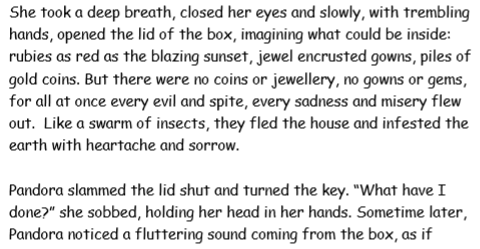 She took a deep breath, closed her eyes and slowly, with trembling
hands, opened the lid of the box, imagining what could be inside:
rubies as red as the blazing sunset, jewel encrusted gowns, piles of
gold coins. But there were no coins or jewellery, no gowns or gems,
for all at once every evil and spite, every sadness and misery flew
out.  Like a swarm of insects, they fled the house and infested the
earth with heartache and sorrow.

Pandora slammed the lid shut and turned the key. "What have I
done?" she sobbed, holding her head in her hands. Sometime later,
Pandora noticed a fluttering sound coming from the box, as if